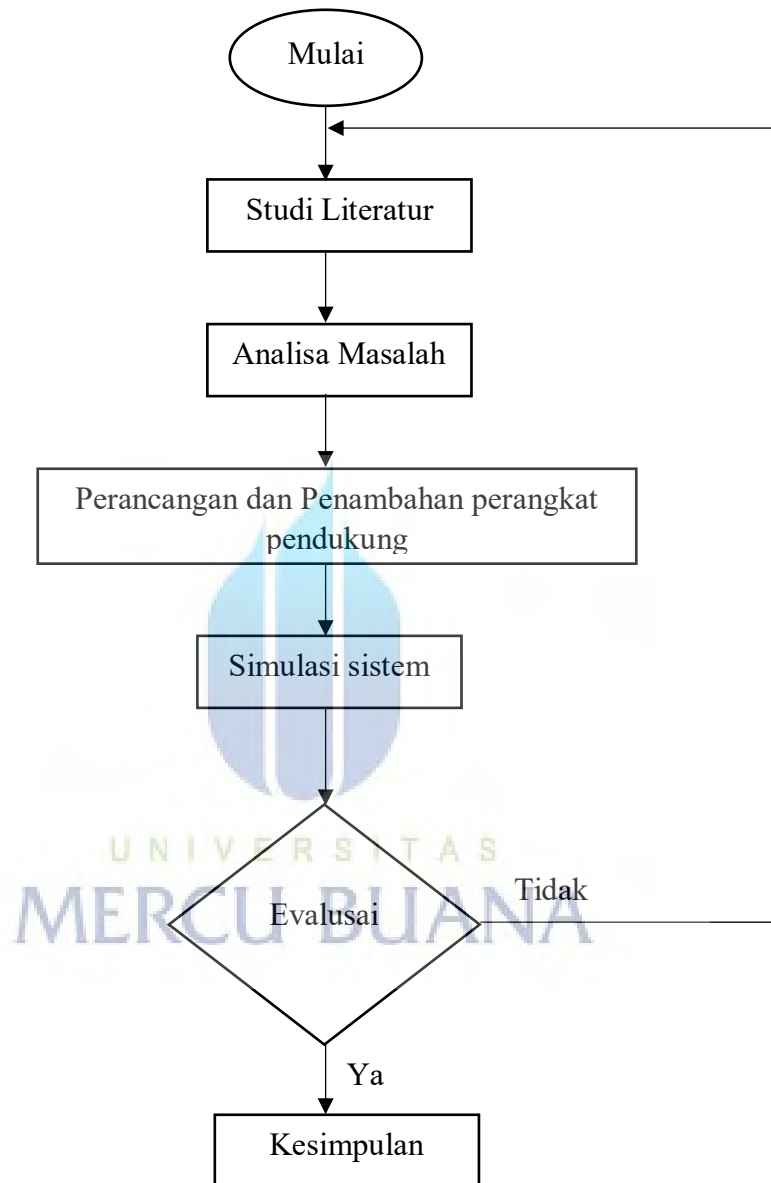 Mulai
Studi Literatur
Analisa Masalah
Perancangan dan Penambahan perangkat
pendukung
Simulasi sistem
UNIVERSITAS
MERCU BUANA
Evalusai
Tidak
Ya
Kesimpulan